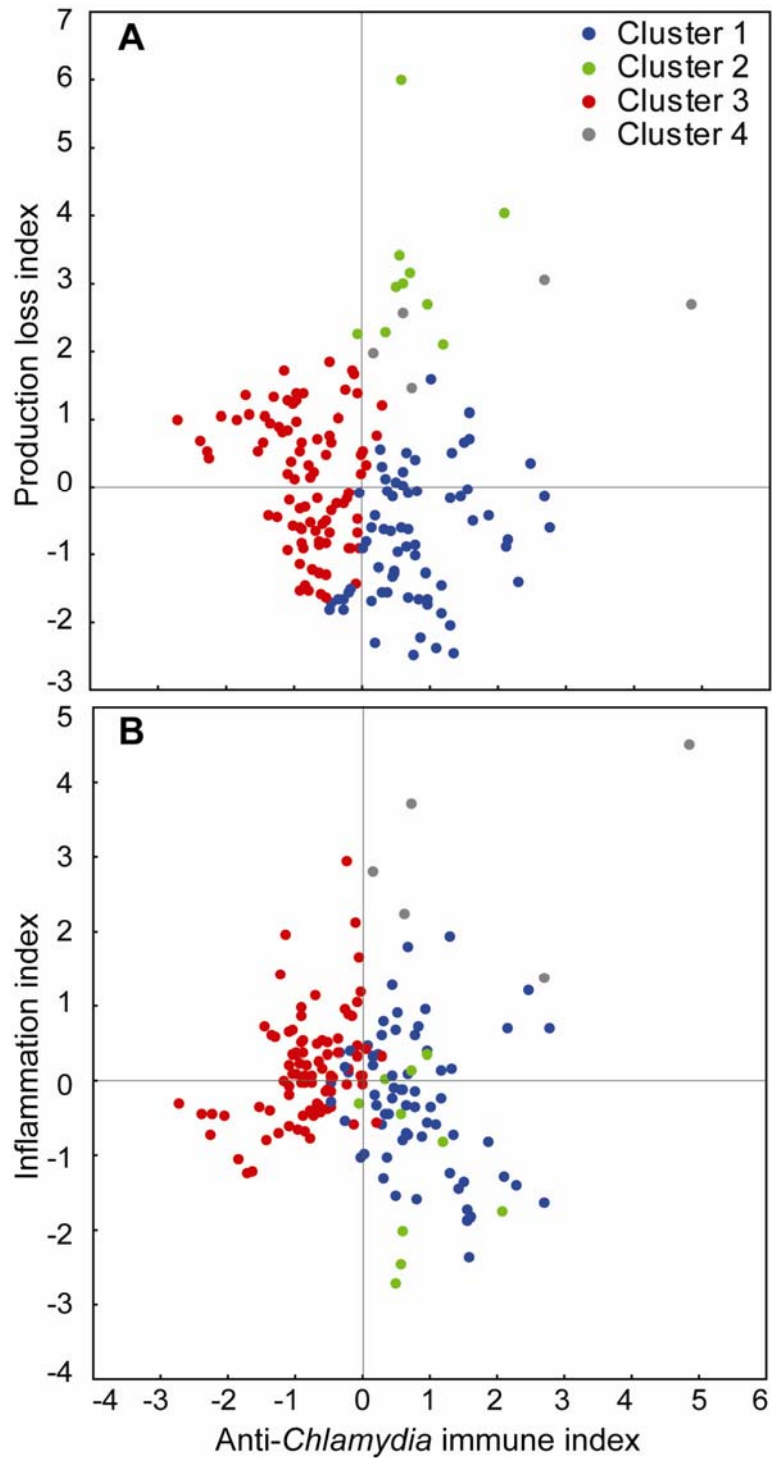 A
Cluster 1
Cluster 2
Cluster 3
Cluster 4
7
6
5
4
3
2
1
0
-1
-2
-3
Production loss index
B
5
4
3
2
1
0
-1
-2
-3
-4
Inflammation index
-4 -3 -2 -1 0 1 2 3 4 5 6
Anti-Chlamydia immune index